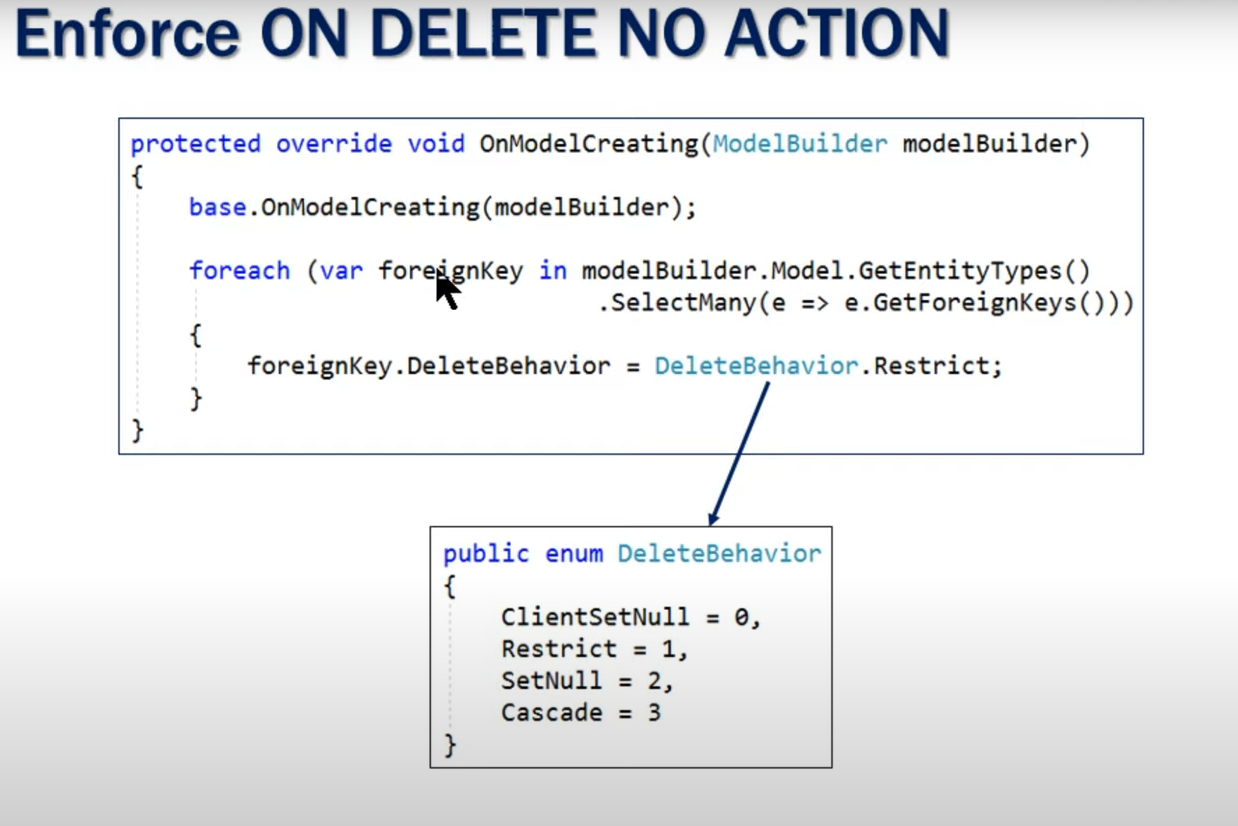 Enforce ON DELETE NO ACTION
protected override void OnModelCreating(ModelBuilder modelBuilder)
{
base.OnModelCreating(modelBuilder);
foreach (var foreignKey in modelBuilder.Model.GetEntityTypes()
.SelectMany(e => e.GetForeignKeys()))
{
foreignKey.DeleteBehavior = DeleteBehavior.Restrict;
}
}
public enum DeleteBehavior
{
ClientSetNull = 0,
Restrict = 1,
SetNull = 2,
Cascade = 3
}